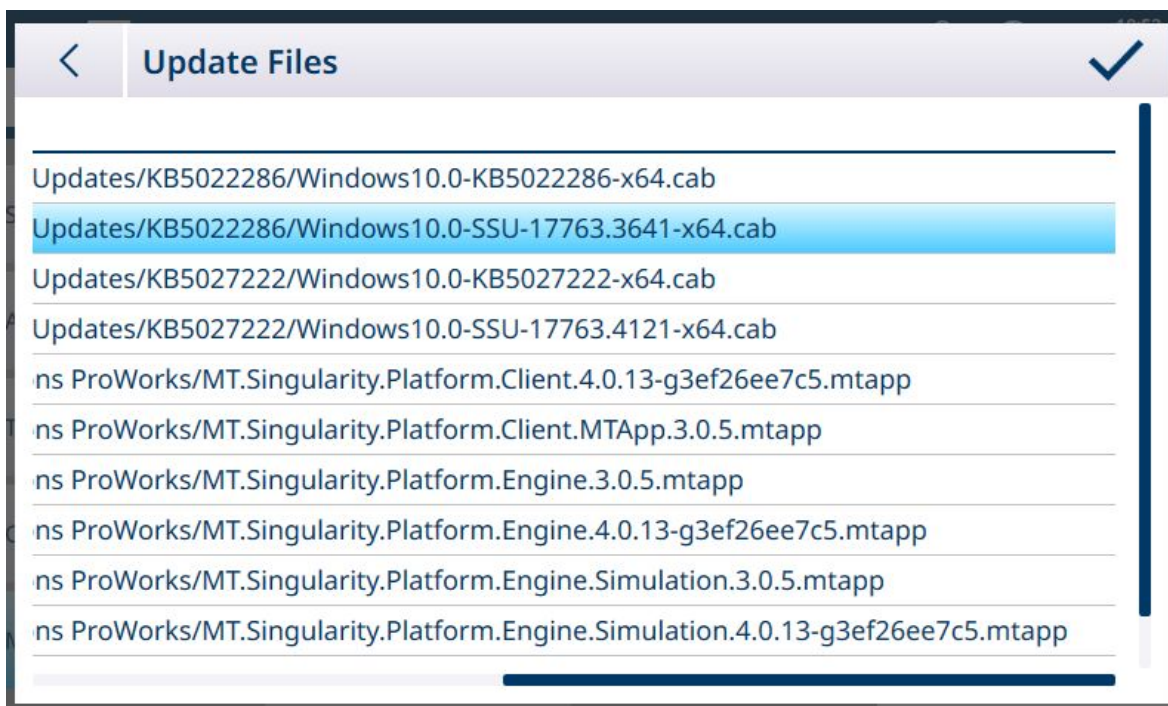 Update Files
Updates/KB5022286/Windows10.0-KB5022286-x64.cab
Updates/KB5022286/Windows10.0-SSU-17763.3641-x64.cab
Updates/KB5027222/Windows10.0-KB5027222-x64.cab
Updates/KB5027222/Windows10.0-SSU-17763.4121-x64.cab
ns ProWorks/MT.Singularity.Platform.Client.4.0.13-g3ef26ee7c5.mtapp
ns ProWorks/MT.Singularity.Platform.Client.MTApp.3.0.5.mtapp
ns ProWorks/MT.Singularity.Platform.Engine.3.0.5.mtapp
ns ProWorks/MT.Singularity.Platform.Engine.4.0.13-g3ef26ee7c5.mtapp
ns ProWorks/MT.Singularity.Platform.Engine.Simulation.3.0.5.mtapp
ns ProWorks/MT.Singularity.Platform.Engine.Simulation.4.0.13-g3ef26ee7c5.mtapp